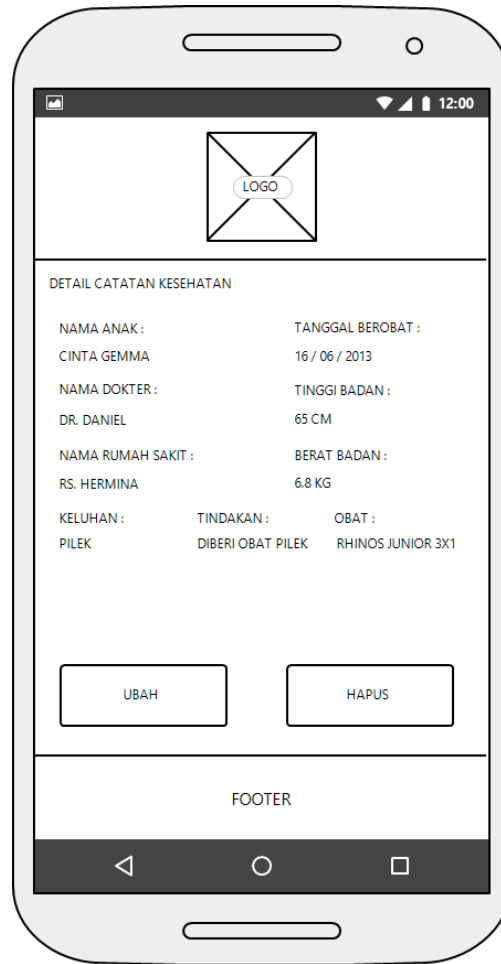 12:00
LOGO
DETAIL CATATAN KESEHATAN
NAMA ANAK : TANGGAL BEROBAT :
CINTA GEMMA 16 / 06 / 2013
NAMA DOKTER : TINGGI BADAN :
DR. DANIEL 65 CM
NAMA RUMAH SAKIT : BERAT BADAN :
RS. HERMINA 6.8 KG
KELUHAN : TINDAKAN : OBAT :
PILEK DIBERI OBAT PILEK RHINOS JUNIOR 3X1
UBAH HAPUS
FOOTER